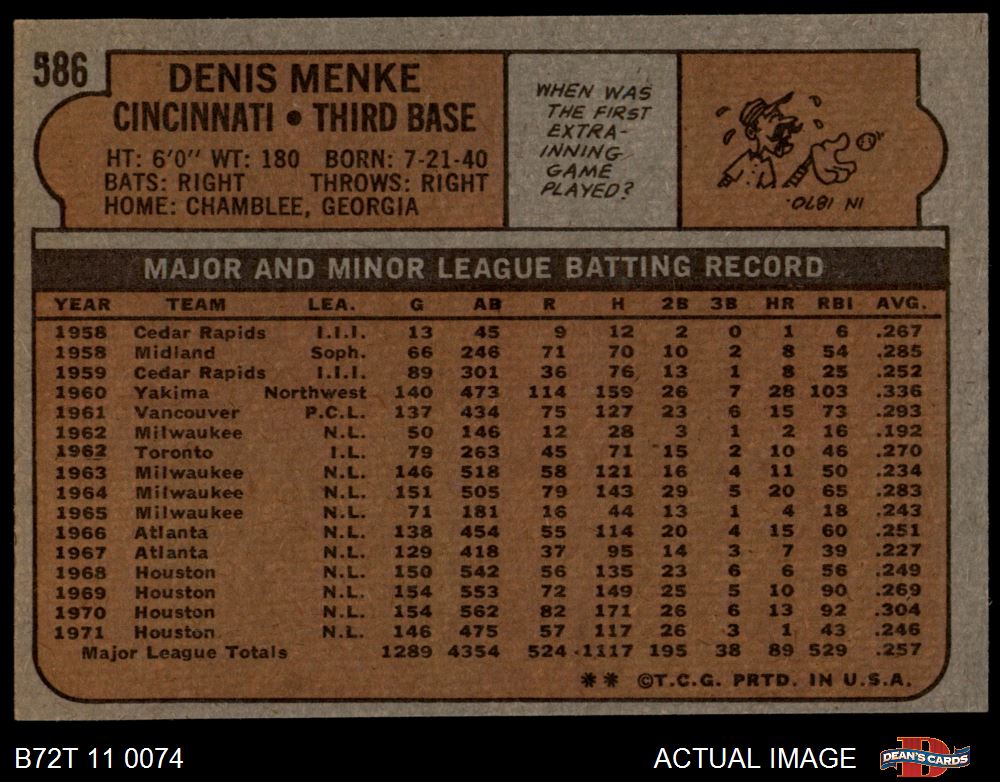 586
DENIS MENKE
CINCINNATI • THIRD BASE
HT: 6'0" WT: 180 BORN: 7-21-40
BATS: RIGHT THROWS: RIGHT
HOME: CHAMBLEE, GEORGIA
WHEN WAS
THE FIRST
EXTRA-
INNING
GAME
PLAYED?
IN 1870.
MAJOR AND MINOR LEAGUE BATTING RECORD
YEAR TEAM LEA. G AB R H 2B 3B HR RBI AVG.
1958 Cedar Rapids I.I.I. 13 45 9 12 2 0 1 6 .267
1958 Midland Soph. 66 246 71 70 10 2 8 54 .285
1959 Cedar Rapids I.I.I. 89 301 36 76 13 1 8 25 .252
1960 Yakima Northwest 140 473 114 159 26 7 28 103 .336
1961 Vancouver P.C.L. 137 434 75 127 23 6 15 73 .293
1962 Milwaukee N.L. 50 146 12 28 3 1 2 16 .192
1962 Toronto I.L. 79 263 45 71 15 2 10 46 .270
1963 Milwaukee N.L. 146 518 58 121 16 4 11 50 .234
1964 Milwaukee N.L. 151 505 79 143 29 5 20 65 .283
1965 Milwaukee N.L. 71 181 16 44 13 1 4 18 .243
1966 Atlanta N.L. 138 454 55 114 20 4 15 60 .251
1967 Atlanta N.L. 129 418 37 95 14 3 7 39 .227
1968 Houston N.L. 150 542 56 135 23 6 6 56 .249
1969 Houston N.L. 154 553 72 149 25 5 10 90 .269
1970 Houston N.L. 154 562 82 171 26 6 13 92 .304
1971 Houston N.L. 146 475 57 117 26 3 1 43 .246
Major League Totals 1289 4354 524 1117 195 38 89 529 .257
** ©T.C.G. PRTD. IN U.S.A.
B72T 11 0074 ACTUAL IMAGE DEAN'S CARDS